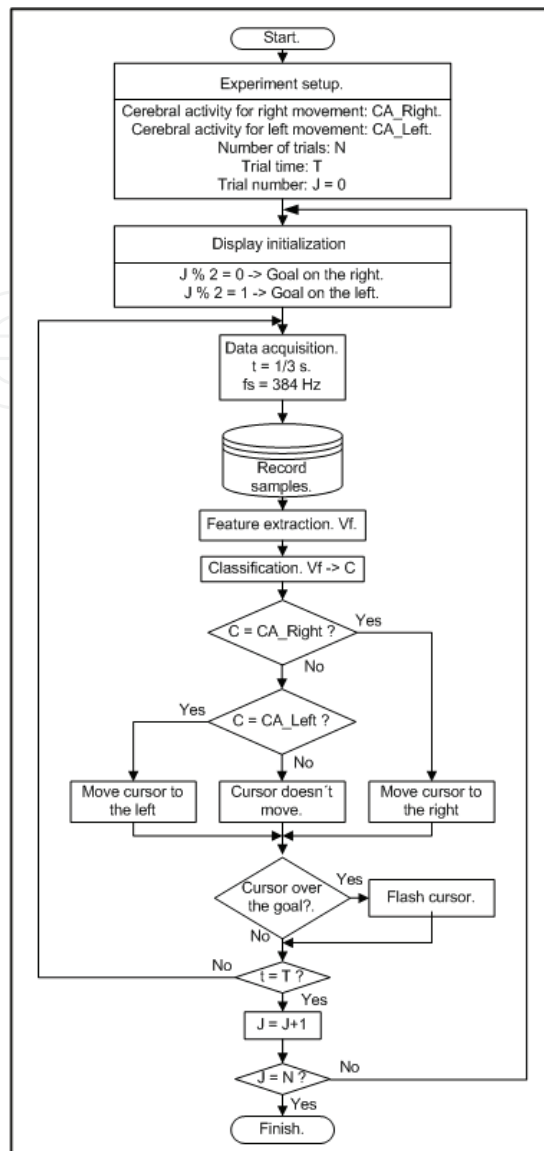 Start.
Experiment setup.
Cerebral activity for right movement: CA_Right.
Cerebral activity for left movement: CA_Left.
Number of trials: N
Trial time: T
Trial number: J = 0
Display initialization
J % 2 = 0 -> Goal on the right.
J % 2 = 1 -> Goal on the left.
Data acquisition.
t = 1/3 s.
fs = 384 Hz
Record
samples.
Feature extraction. Vf.
Classification. Vf -> C
C = CA_Right ?
Yes
No
C = CA_Left ?
Yes
No
Move cursor to
the left
Cursor doesn´t
move.
Move cursor to
the right
Cursor over
the goal?.
Yes
Flash cursor.
No
t = T ?
No
Yes
J = J+1
J = N ?
No
Yes
Finish.